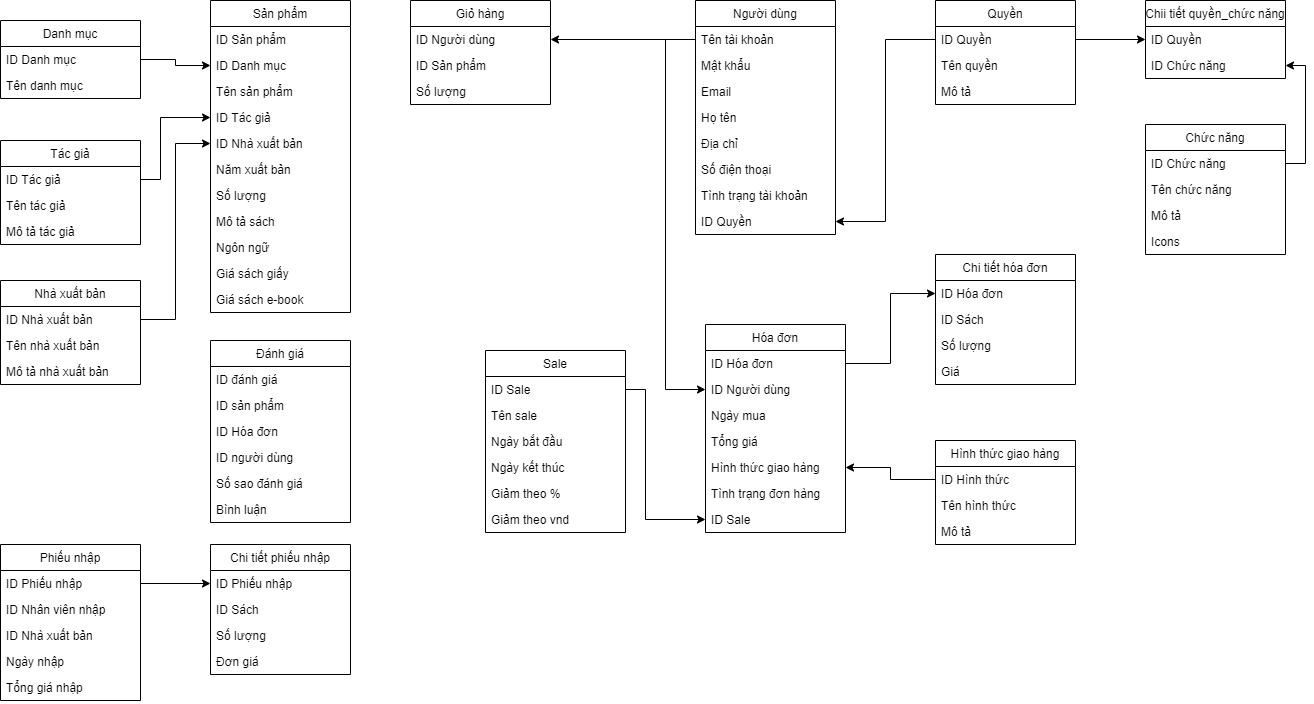 Danh mục
ID Danh mục
Tên danh mục
Tác giả
ID Tác giả
Tên tác giả
Mô tả tác giả
Nhà xuất bản
ID Nhà xuất bản
Tên nhà xuất bản
Mô tả nhà xuất bản
Sản phẩm
ID Sản phẩm
ID Danh mục
Tên sản phẩm
ID Tác giả
ID Nhà xuất bản
Năm xuất bản
Số lượng
Mô tả sách
Ngôn ngữ
Giá sách giấy
Giá sách e-book
Đánh giá
ID đánh giá
ID sản phẩm
ID Hóa đơn
ID người dùng
Số sao đánh giá
Bình luận
Phiếu nhập
ID Phiếu nhập
ID Nhân viên nhập
ID Nhà xuất bản
Ngày nhập
Tổng giá nhập
Chi tiết phiếu nhập
ID Phiếu nhập
ID Sách
Số lượng
Đơn giá
Giỏ hàng
ID Người dùng
ID Sản phẩm
Số lượng
Người dùng
Tên tài khoản
Mật khẩu
Email
Họ tên
Địa chỉ
Số điện thoại
Tình trạng tài khoản
ID Quyền
Quyền
ID Quyền
Tên quyền
Mô tả
Chii tiết quyền_chức năng
ID Quyền
ID Chức năng
Chức năng
ID Chức năng
Tên chức năng
Mô tả
Icons
Sale
ID Sale
Tên sale
Ngày bắt đầu
Ngày kết thúc
Giảm theo %
Giảm theo vnd
Hóa đơn
ID Hóa đơn
ID Người dùng
Ngày mua
Tổng giá
Hình thức giao hàng
Tình trạng đơn hàng
ID Sale
Chi tiết hóa đơn
ID Hóa đơn
ID Sách
Số lượng
Giá
Hình thức giao hàng
ID Hình thức
Tên hình thức
Mô tả